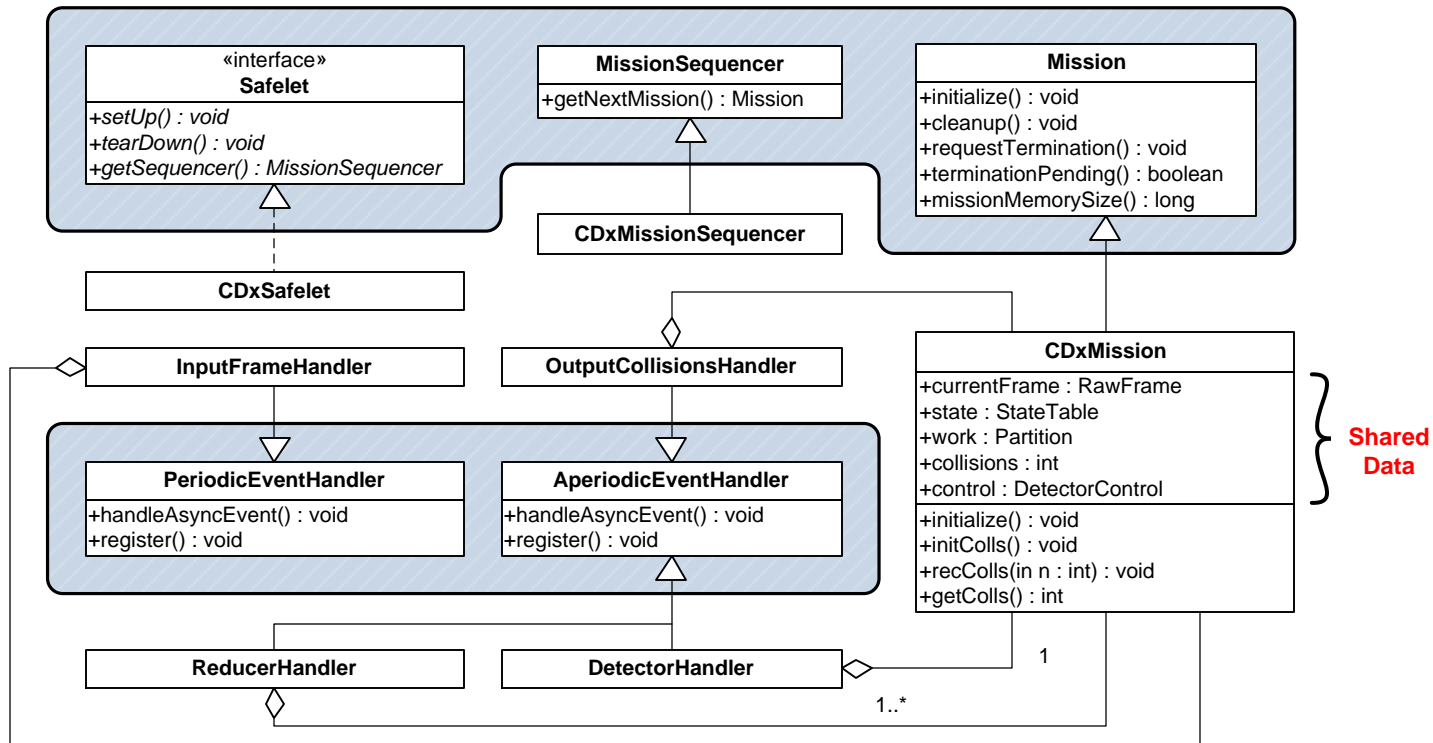 «interface»
Safelet
+setUp() : void
+tearDown() : void
+getSequencer() : MissionSequencer
MissionSequencer
+getNextMission() : Mission
Mission
+initialize() : void
+cleanup() : void
+requestTermination() : void
+terminationPending() : boolean
+missionMemorySize() : long
CDxMissionSequencer
CDxSafelet
InputFrameHandler
OutputCollisionsHandler
CDxMission
+currentFrame : RawFrame
+state : StateTable
+work : Partition
+collisions : int
+control : DetectorControl
+initialize() : void
+initColls() : void
+recColls(in n : int) : void
+getColls() : int
Shared
Data
PeriodicEventHandler
+handleAsyncEvent() : void
+register() : void
AperiodicEventHandler
+handleAsyncEvent() : void
+register() : void
ReducerHandler
DetectorHandler
1
1..*